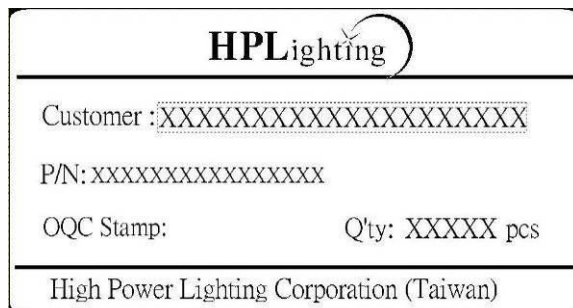 HPLighting
Customer : XXXXXXXXXXXXXXXXXXXX
P/N: XXXXXXXXXXXXXXXX
OQC Stamp: Q'ty: XXXXX pcs
High Power Lighting Corporation (Taiwan)